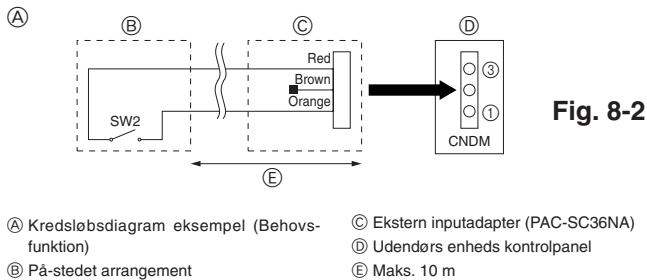 Ⓐ
Ⓑ
Ⓒ
Ⓓ
Red
Brown
Orange
SW2
③
①
CNDM
Ⓔ
Fig. 8-2
Ⓐ Kredsløbsdiagram eksempel (Behovs-
funktion)
Ⓑ På-stedet arrangement
Ⓒ Ekstern inputadapter (PAC-SC36NA)
Ⓓ Udendørs enheds kontrolpanel
Ⓔ Maks. 10 m